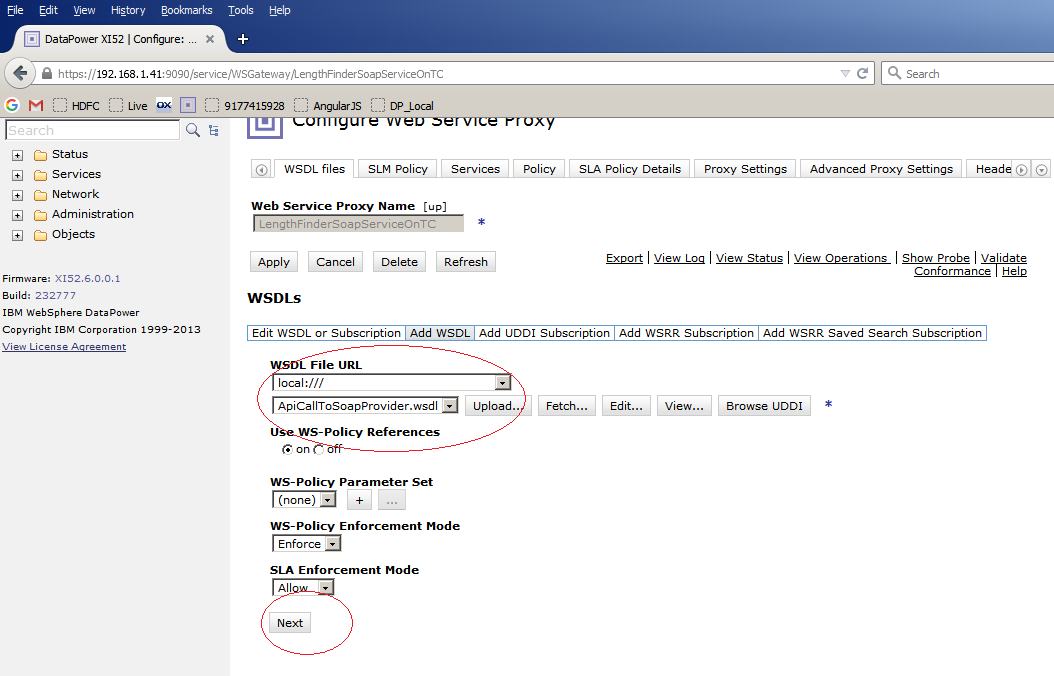 File Edit View History Bookmarks Tools Help
DataPower XI52 | Configure: ... × +
https://192.168.1.41:9090/service/WSGateway/LengthFinderSoapServiceOnTC
Search
G M HDFC Live OX 9177415928 AngularJS DP_Local
Search
Status
Services
Network
Administration
Objects
Firmware: XI52.6.0.0.1
Build: 232777
IBM WebSphere DataPower
Copyright IBM Corporation 1999-2013
View License Agreement
Configure Web Service Proxy
WSDL files SLM Policy Services Policy SLA Policy Details Proxy Settings Advanced Proxy Settings Heade
Web Service Proxy Name [up]
LengthFinderSoapServiceOnTC *
Apply Cancel Delete Refresh
Export | View Log | View Status | View Operations | Show Probe | Validate
Conformance | Help
WSDLs
Edit WSDL or Subscription Add WSDL Add UDDI Subscription Add WSRR Subscription Add WSRR Saved Search Subscription
WSDL File URL
local:///
ApiCallToSoapProvider.wsdl Upload... Fetch... Edit... View... Browse UDDI *
Use WS-Policy References
on off
WS-Policy Parameter Set
(none) + ...
WS-Policy Enforcement Mode
Enforce
SLA Enforcement Mode
Allow
Next